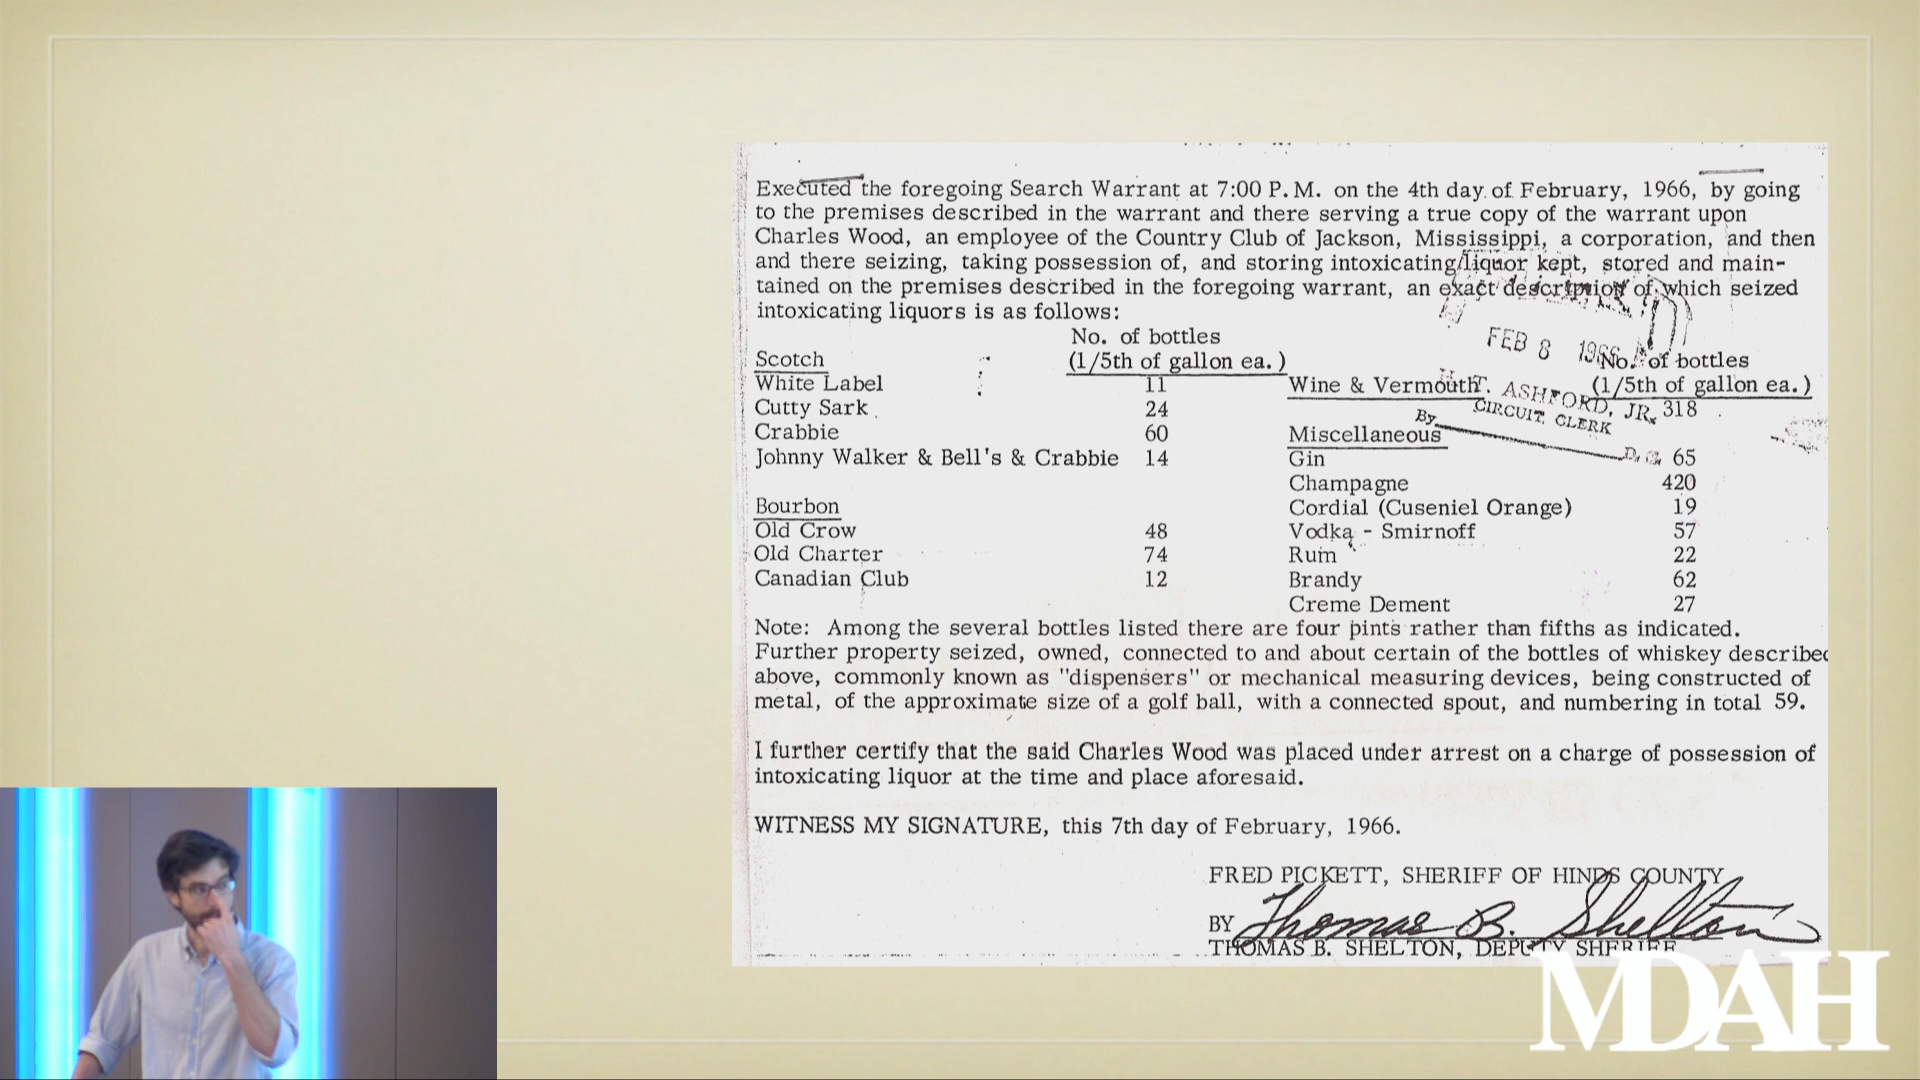 Executed the foregoing Search Warrant at 7:00 P.M. on the 4th day of February, 1966, by going
to the premises described in the warrant and there serving a true copy of the warrant upon
Charles Wood, an employee of the Country Club of Jackson, Mississippi, a corporation, and then
and there seizing, taking possession of, and storing intoxicating/liquor kept, stored and main-
tained on the premises described in the foregoing warrant, an exact description of which seized
intoxicating liquors is as follows:
No. of bottles
Scotch (1/5th of gallon ea.)
White Label 11
Cutty Sark 24
Crabbie 60
Johnny Walker & Bell's & Crabbie 14
Bourbon
Old Crow 48
Old Charter 74
Canadian Club 12
No. of bottles
Wine & Vermouth (1/5th of gallon ea.)
318
Miscellaneous
Gin 65
Champagne 420
Cordial (Cuseniel Orange) 19
Vodka - Smirnoff 57
Rum 22
Brandy 62
Creme Dement 27
FEB 8 1966
T. ASHFORD, JR.
CIRCUIT CLERK
By D. C.
Note: Among the several bottles listed there are four pints rather than fifths as indicated.
Further property seized, owned, connected to and about certain of the bottles of whiskey described
above, commonly known as "dispensers" or mechanical measuring devices, being constructed of
metal, of the approximate size of a golf ball, with a connected spout, and numbering in total 59.
I further certify that the said Charles Wood was placed under arrest on a charge of possession of
intoxicating liquor at the time and place aforesaid.
WITNESS MY SIGNATURE, this 7th day of February, 1966.
FRED PICKETT, SHERIFF OF HINDS COUNTY
BY Thomas B. Shelton
THOMAS B. SHELTON, DEPUTY SHERIFF
MDAH